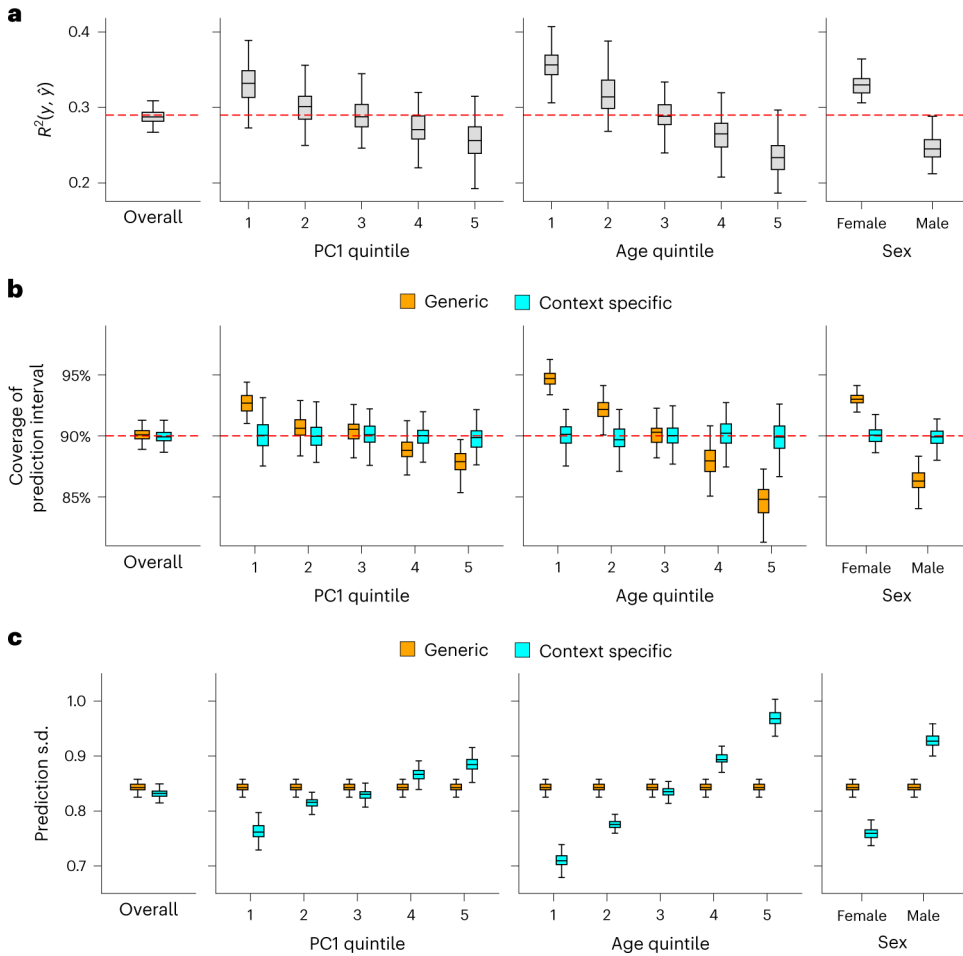 a
0.4
0.3
0.2
R²(y, ŷ)
Overall
1 2 3 4 5
PC1 quintile
1 2 3 4 5
Age quintile
Female Male
Sex
b
Generic Context specific
95%
90%
85%
Coverage of
prediction interval
Overall
1 2 3 4 5
PC1 quintile
1 2 3 4 5
Age quintile
Female Male
Sex
c
Generic Context specific
1.0
0.9
0.8
0.7
Prediction s.d.
Overall
1 2 3 4 5
PC1 quintile
1 2 3 4 5
Age quintile
Female Male
Sex